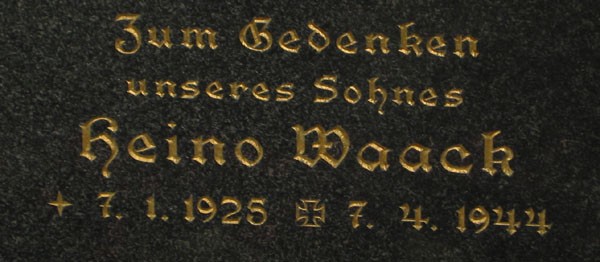 Zum Gedenken
unseres Sohnes
Heino Waack
✦ 7. 1. 1925 ✠ 7. 4. 1944